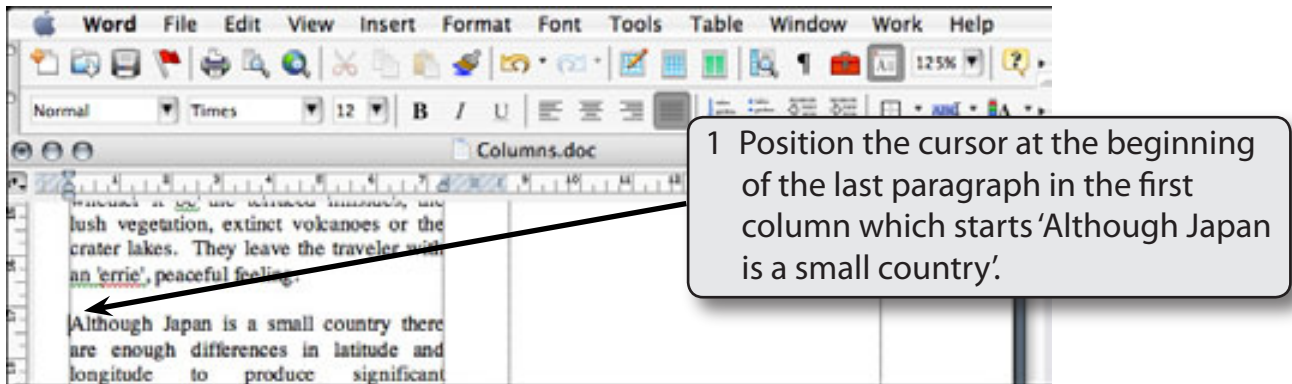 Word File Edit View Insert Format Font Tools Table Window Work Help
125%
Normal Times 12 B I U
Columns.doc
1 Position the cursor at the beginning
of the last paragraph in the first
column which starts ‘Although Japan
is a small country’.
lush vegetation, extinct volcanoes or the
crater lakes. They leave the traveler with
an 'errie', peaceful feeling.
Although Japan is a small country there
are enough differences in latitude and
longitude to produce significant